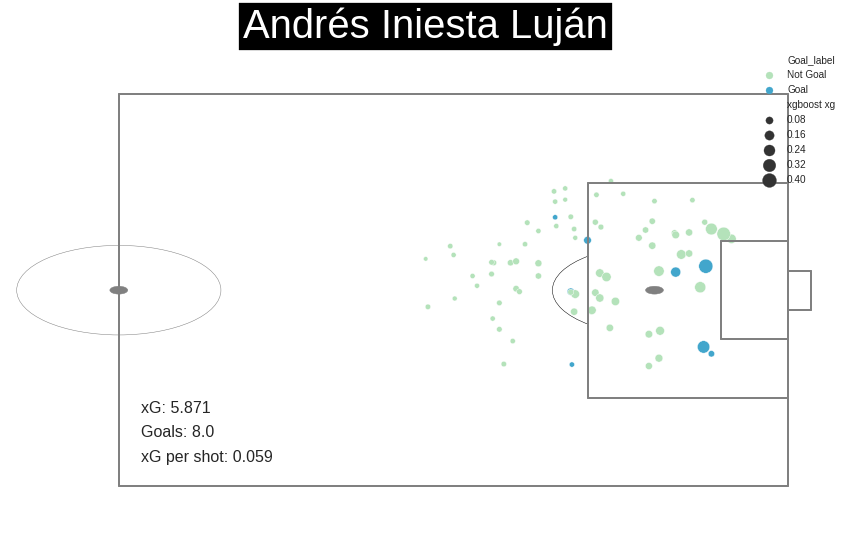 Andrés Iniesta Luján
Goal_label
Not Goal
Goal
xgboost xg
0.08
0.16
0.24
0.32
0.40
xG: 5.871
Goals: 8.0
xG per shot: 0.059